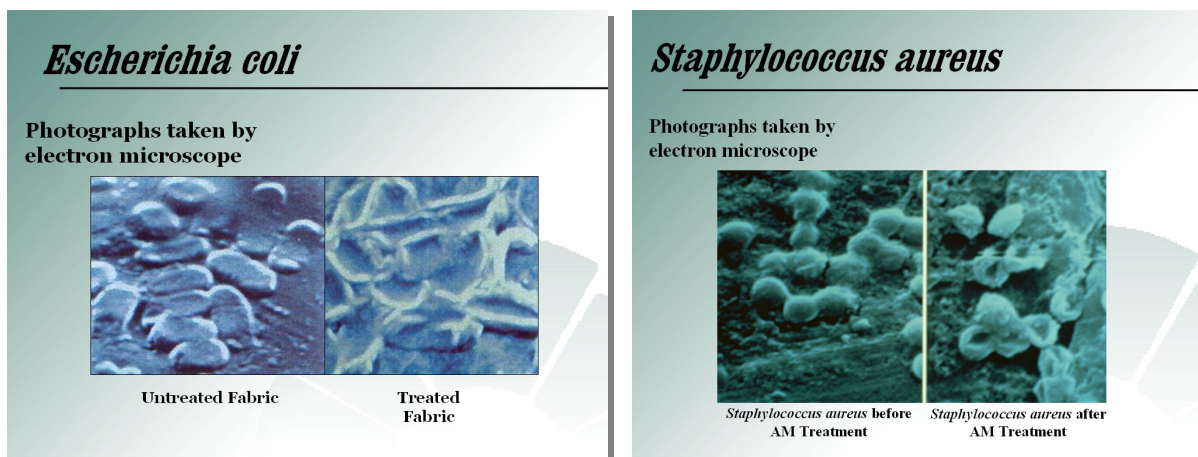 Escherichia coli
Photographs taken by
electron microscope
Untreated Fabric
Treated
Fabric
Staphylococcus aureus
Photographs taken by
electron microscope
Staphylococcus aureus before
AM Treatment
Staphylococcus aureus after
AM Treatment